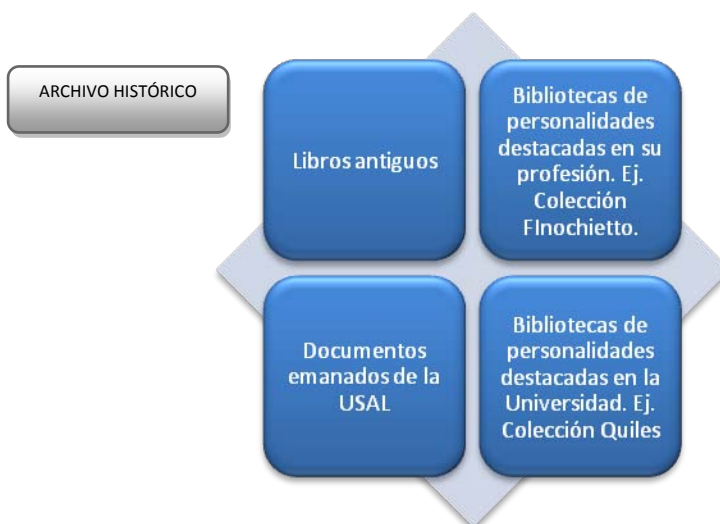 ARCHIVO HISTÓRICO
Libros antiguos
Bibliotecas de
personalidades
destacadas en su
profesión. Ej.
Colección
FInochietto.
Documentos
emanados de la
USAL
Bibliotecas de
personalidades
destacadas en la
Universidad. Ej.
Colección Quiles